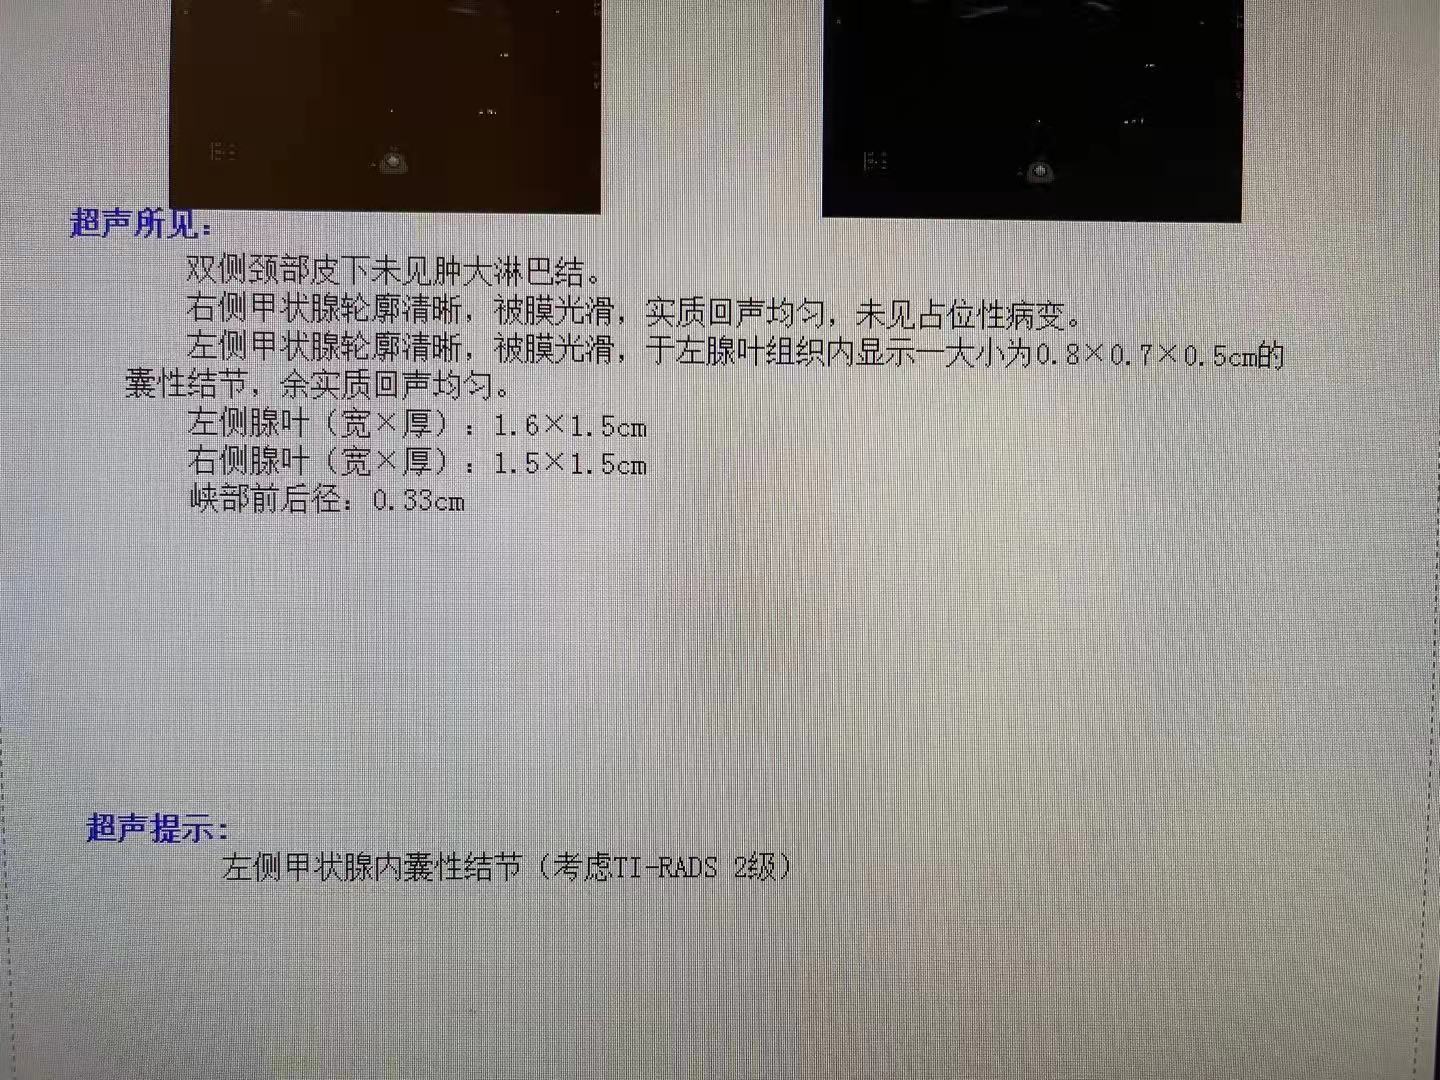 超声所见：
双侧颈部皮下未见肿大淋巴结。
右侧甲状腺轮廓清晰，被膜光滑，实质回声均匀，未见占位性病变。
左侧甲状腺轮廓清晰，被膜光滑，于左腺叶组织内显示一大小为0.8×0.7×0.5cm的
囊性结节，余实质回声均匀。
左侧腺叶（宽×厚）：1.6×1.5cm
右侧腺叶（宽×厚）：1.5×1.5cm
峡部前后径：0.33cm
超声提示：
左侧甲状腺内囊性结节（考虑TI-RADS 2级）